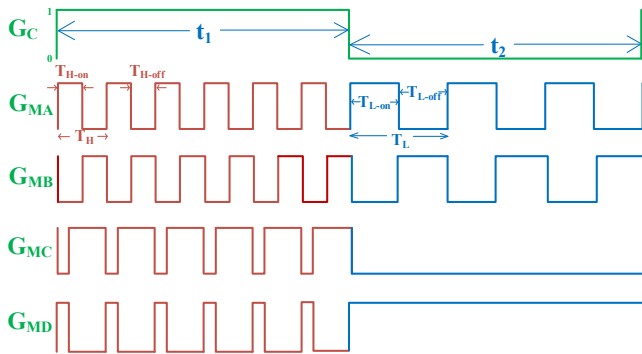 1
G_C
t_1
0
t_2
T_H-on
T_H-off
G_MA
T_L-on
T_L-off
T_H
T_L
G_MB
G_MC
G_MD